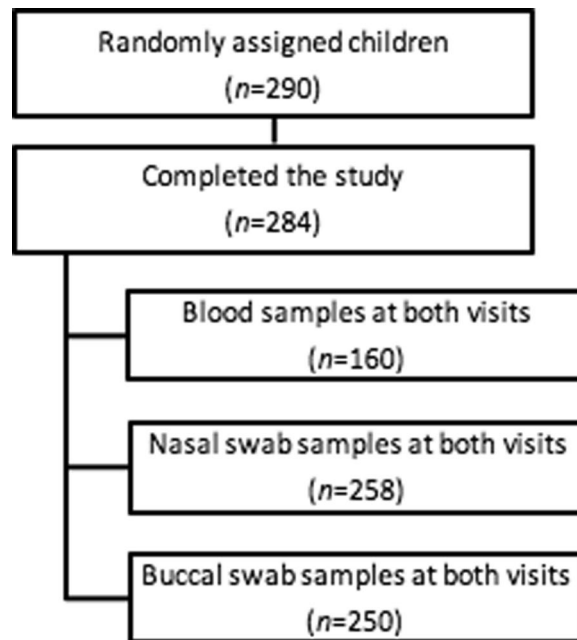 Randomly assigned children
(n=290)
Completed the study
(n=284)
Blood samples at both visits
(n=160)
Nasal swab samples at both visits
(n=258)
Buccal swab samples at both visits
(n=250)